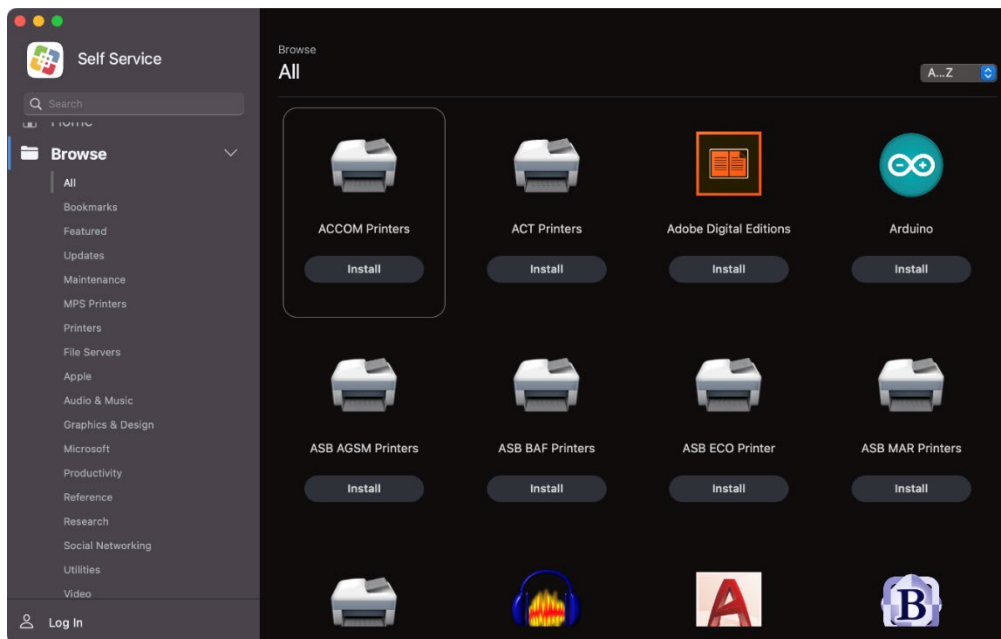 Self Service
Search
Home
Browse
All
Bookmarks
Featured
Updates
Maintenance
MPS Printers
Printers
File Servers
Apple
Audio & Music
Graphics & Design
Microsoft
Productivity
Reference
Research
Social Networking
Utilities
Video
Log In
Browse
All
A...Z
ACCOM Printers
ACT Printers
Adobe Digital Editions
Arduino
Install
Install
Install
Install
ASB AGSM Printers
ASB BAF Printers
ASB ECO Printer
ASB MAR Printers
Install
Install
Install
Install
A
B